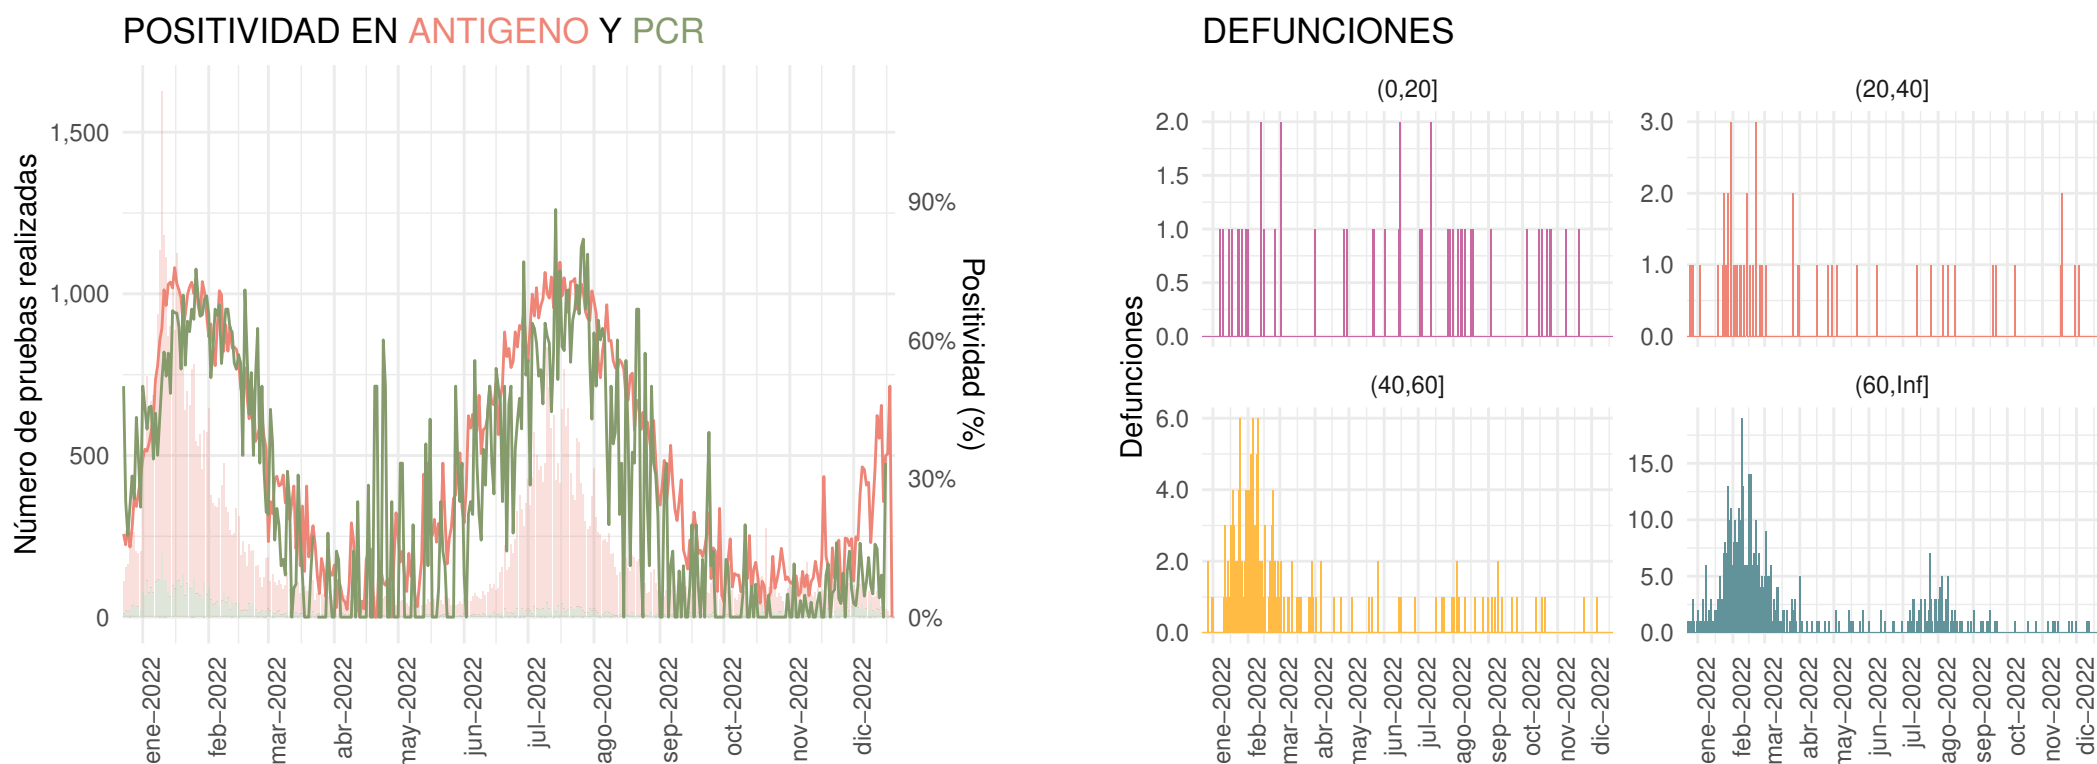 POSITIVIDAD EN ANTIGENO Y PCR
Número de pruebas realizadas
1,500
1,000
500
0
90%
60%
30%
0%
Positividad (%)
ene−2022
feb−2022
mar−2022
abr−2022
may−2022
jun−2022
jul−2022
ago−2022
sep−2022
oct−2022
nov−2022
dic−2022
DEFUNCIONES
Defunciones
(0,20]
2.0
1.5
1.0
0.5
0.0
(20,40]
3.0
2.0
1.0
0.0
(40,60]
6.0
4.0
2.0
0.0
(60,Inf]
15.0
10.0
5.0
0.0
ene−2022
feb−2022
mar−2022
abr−2022
may−2022
jun−2022
jul−2022
ago−2022
sep−2022
oct−2022
nov−2022
dic−2022
ene−2022
feb−2022
mar−2022
abr−2022
may−2022
jun−2022
jul−2022
ago−2022
sep−2022
oct−2022
nov−2022
dic−2022